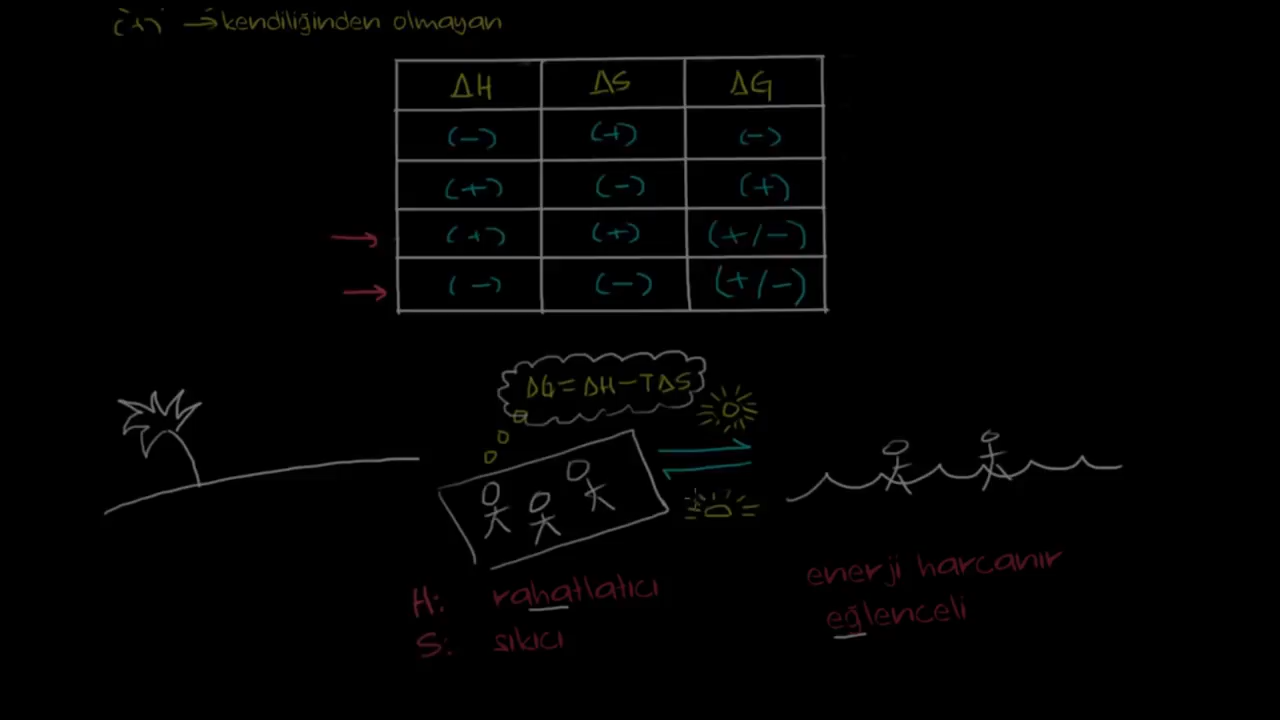 (+) → kendiliğinden olmayan
ΔH ΔS ΔG
(-) (+) (-)
(+) (-) (+)
→ (+) (+) (+/-)
→ (-) (-) (+/-)
ΔG = ΔH - TΔS
H: rahatlatıcı enerji harcanır
S: sıkıcı eğlenceli